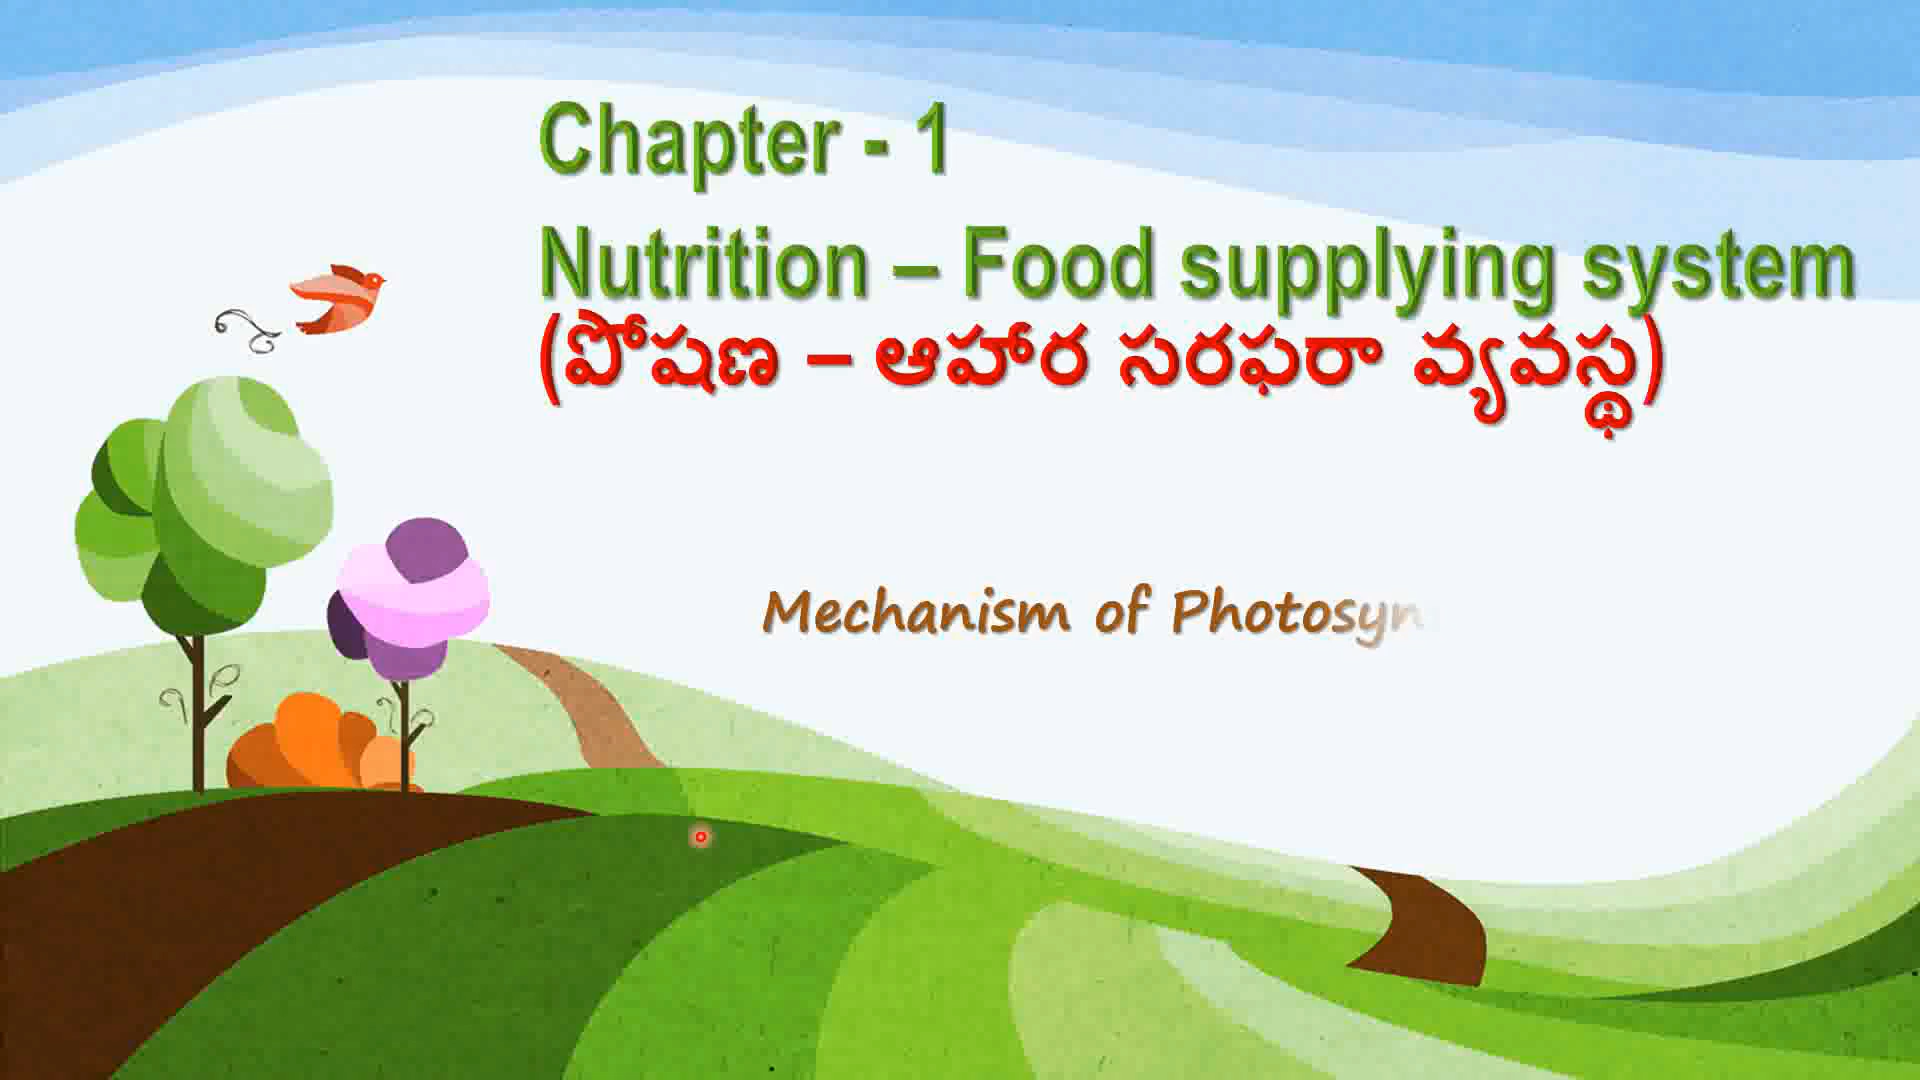 Chapter - 1
Nutrition – Food supplying system
(పోషణ – ఆహార సరఫరా వ్యవస్థ)
Mechanism of Photosyn